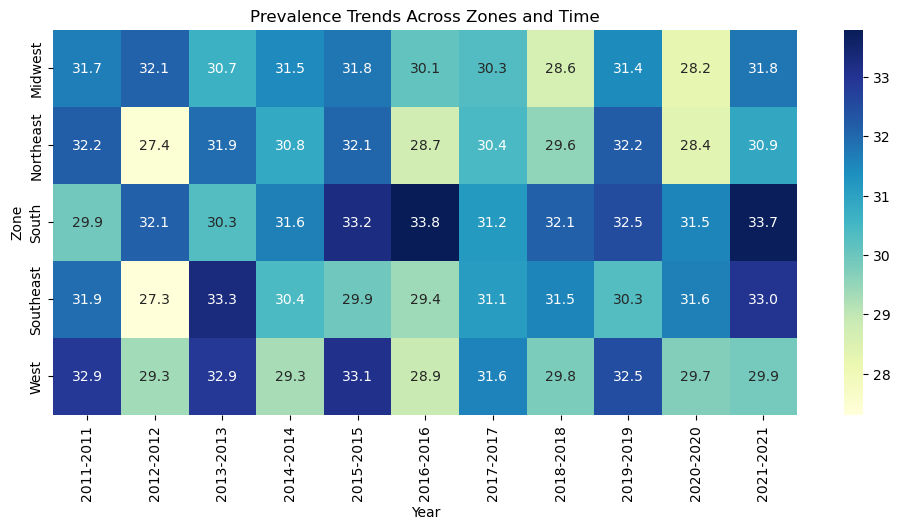 Prevalence Trends Across Zones and Time
Zone
Midwest 31.7 32.1 30.7 31.5 31.8 30.1 30.3 28.6 31.4 28.2 31.8
Northeast 32.2 27.4 31.9 30.8 32.1 28.7 30.4 29.6 32.2 28.4 30.9
South 29.9 32.1 30.3 31.6 33.2 33.8 31.2 32.1 32.5 31.5 33.7
Southeast 31.9 27.3 33.3 30.4 29.9 29.4 31.1 31.5 30.3 31.6 33.0
West 32.9 29.3 32.9 29.3 33.1 28.9 31.6 29.8 32.5 29.7 29.9
2011-2011 2012-2012 2013-2013 2014-2014 2015-2015 2016-2016 2017-2017 2018-2018 2019-2019 2020-2020 2021-2021
Year
33
32
31
30
29
28